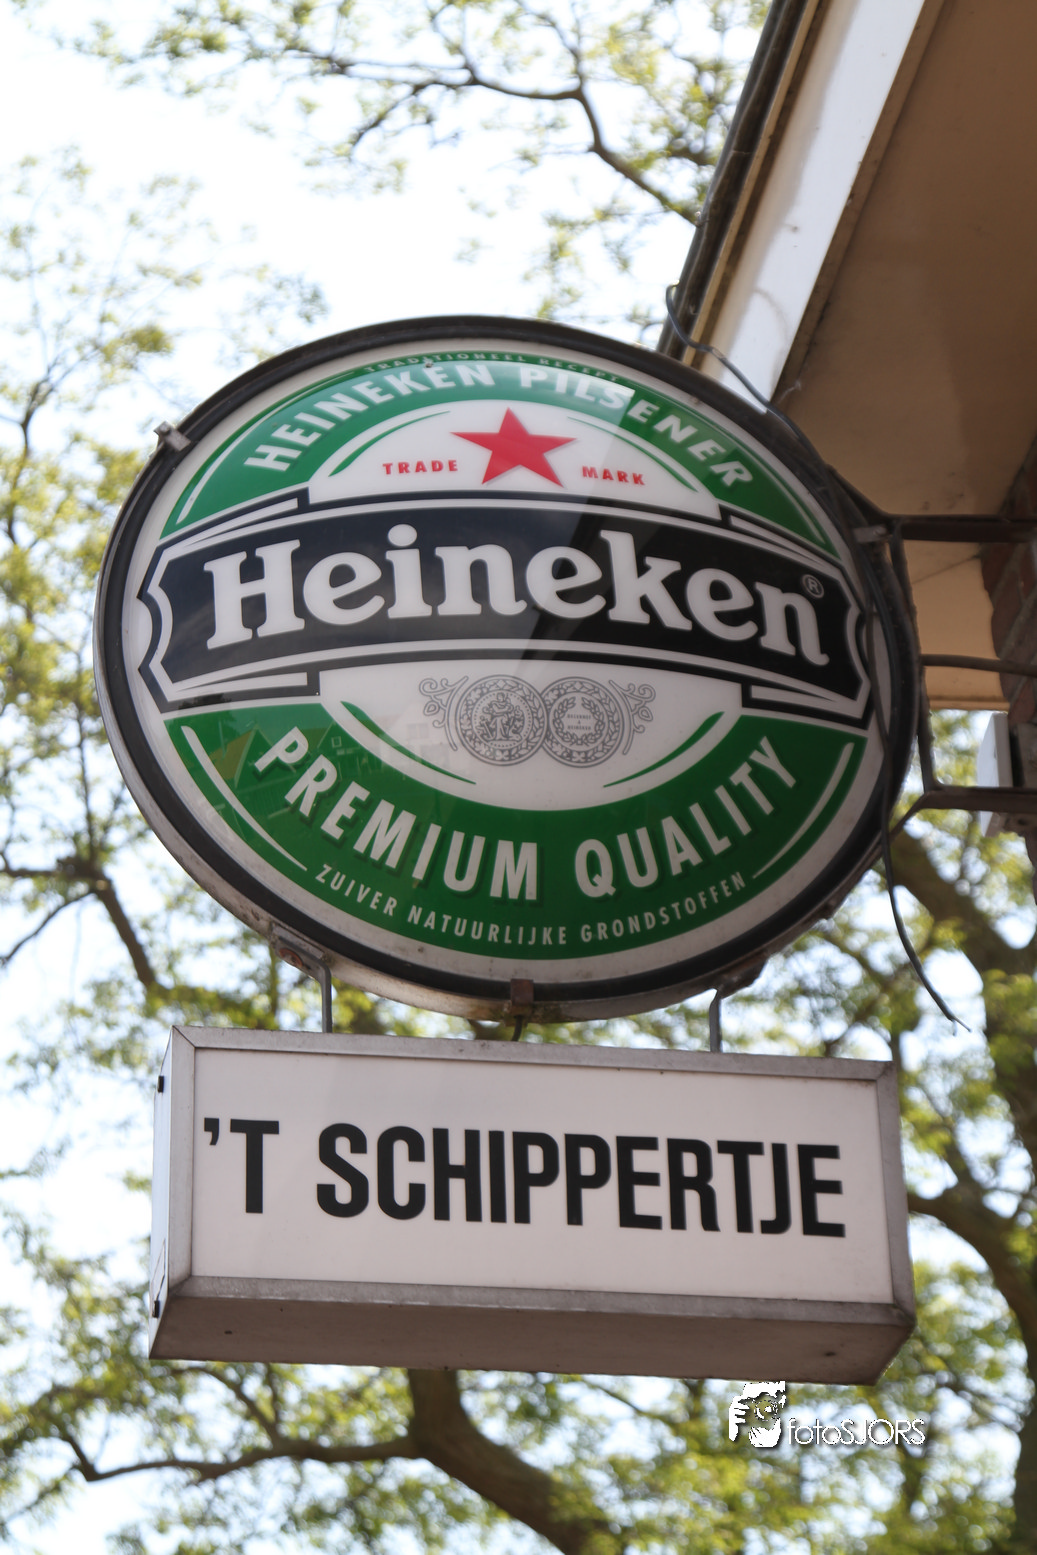 TRADITIONEEL RECEPT
HEINEKEN PILSENER
TRADE MARK
Heineken®
PREMIUM QUALITY
ZUIVER NATUURLIJKE GRONDSTOFFEN
'T SCHIPPERTJE
fotoSJORS